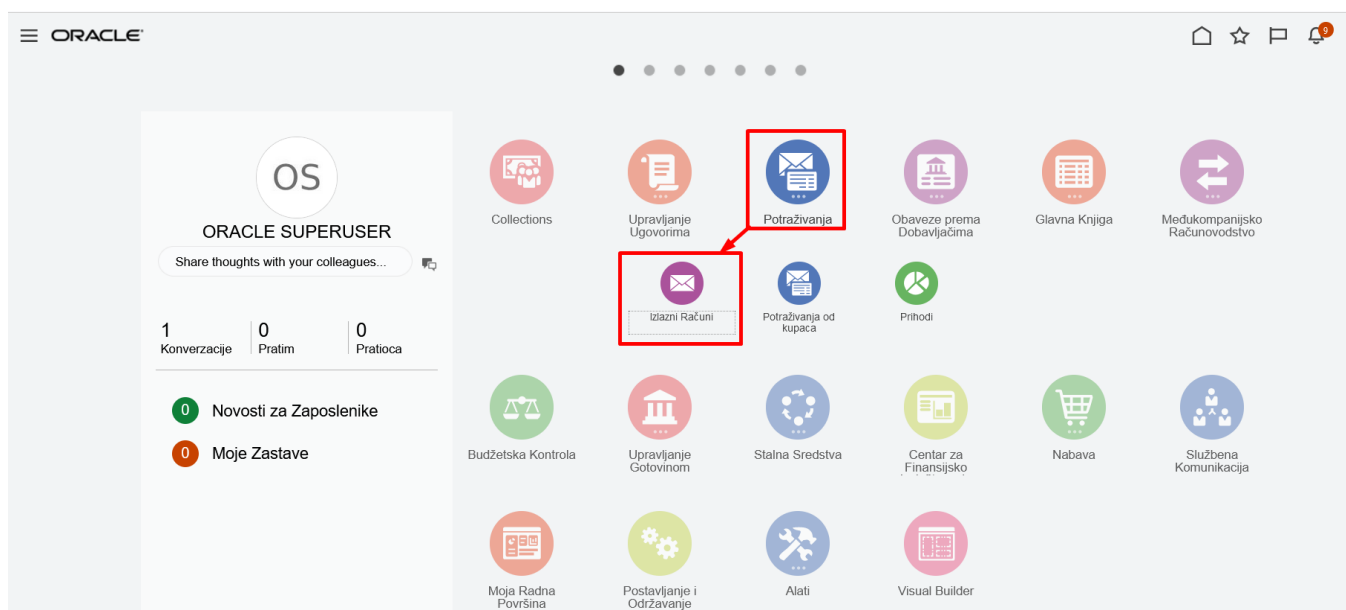 ORACLE
9
OS
ORACLE SUPERUSER
Share thoughts with your colleagues...
1
0
0
Konverzacije
Pratim
Pratioca
0 Novosti za Zaposlenike
0 Moje Zastave
Collections
Upravljanje
Ugovorima
Potraživanja
Obaveze prema
Dobavljačima
Glavna Knjiga
Međukompanijsko
Računovodstvo
Izlazni Računi
Potraživanja od
kupaca
Prihodi
Budžetska Kontrola
Upravljanje
Gotovinom
Stalna Sredstva
Centar za
Finansijsko
Nabava
Službena
Komunikacija
Moja Radna
Površina
Postavljanje i
Održavanje
Alati
Visual Builder